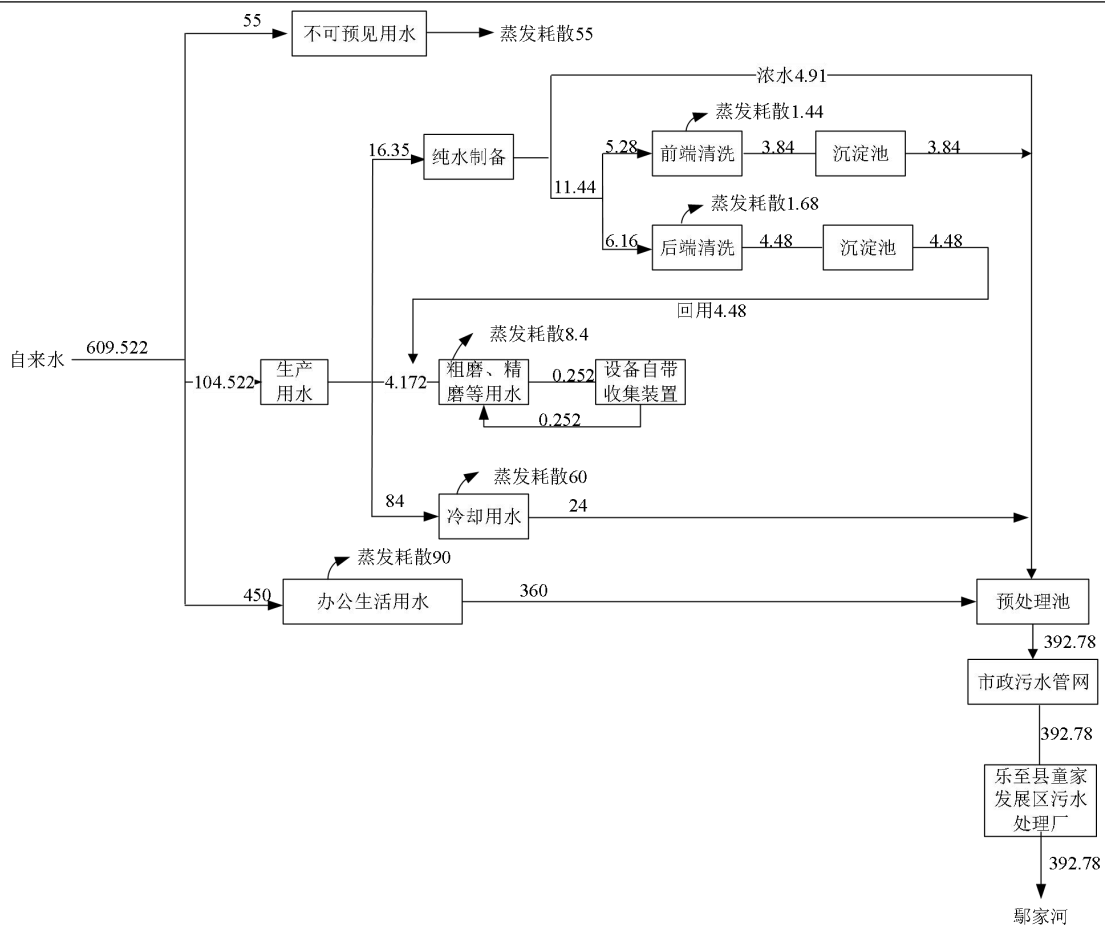 55
不可预见用水
蒸发耗散55
浓水4.91
蒸发耗散1.44
16.35
纯水制备
5.28
前端清洗
3.84
沉淀池
3.84
11.44
蒸发耗散1.68
6.16
后端清洗
4.48
沉淀池
4.48
回用4.48
蒸发耗散8.4
自来水
609.522
104.522
生产
用水
4.172
粗磨、精
磨等用水
0.252
设备自带
收集装置
0.252
蒸发耗散60
84
冷却用水
24
蒸发耗散90
450
办公生活用水
360
预处理池
392.78
市政污水管网
392.78
乐至县童家
发展区污水
处理厂
392.78
鄢家河